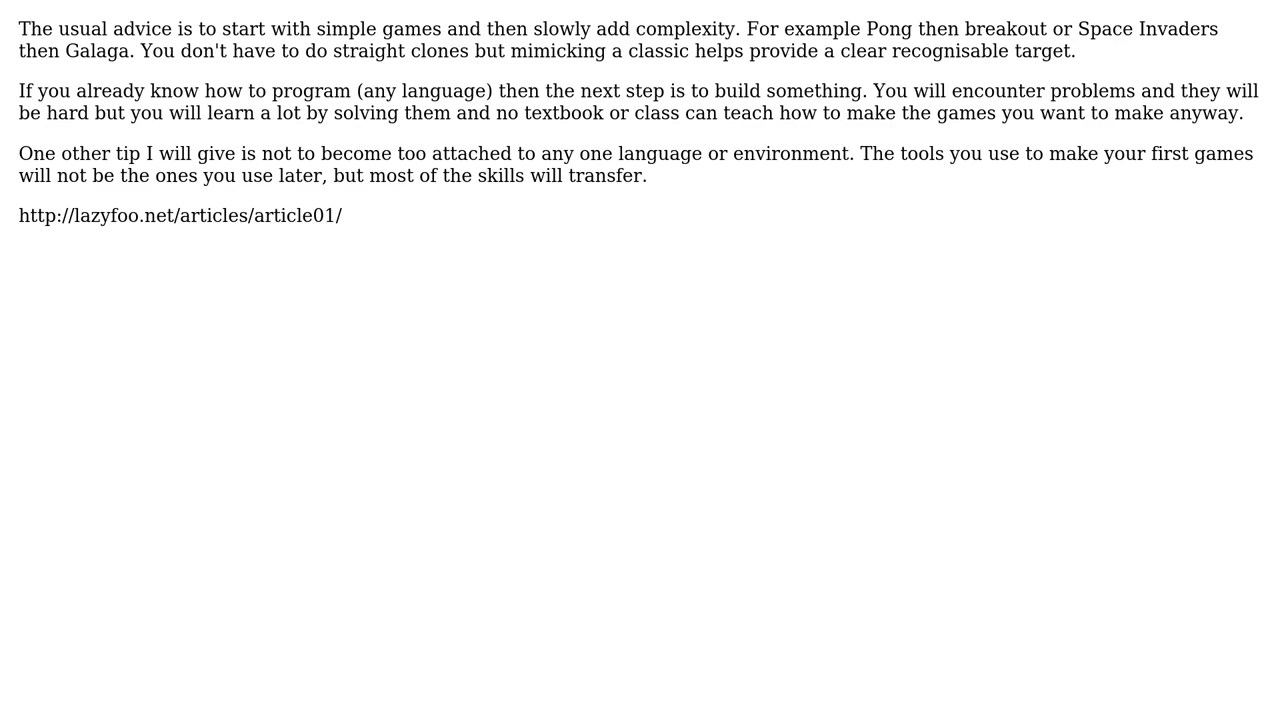 The usual advice is to start with simple games and then slowly add complexity. For example Pong then breakout or Space Invaders
then Galaga. You don't have to do straight clones but mimicking a classic helps provide a clear recognisable target.
If you already know how to program (any language) then the next step is to build something. You will encounter problems and they will
be hard but you will learn a lot by solving them and no textbook or class can teach how to make the games you want to make anyway.
One other tip I will give is not to become too attached to any one language or environment. The tools you use to make your first games
will not be the ones you use later, but most of the skills will transfer.
http://lazyfoo.net/articles/article01/